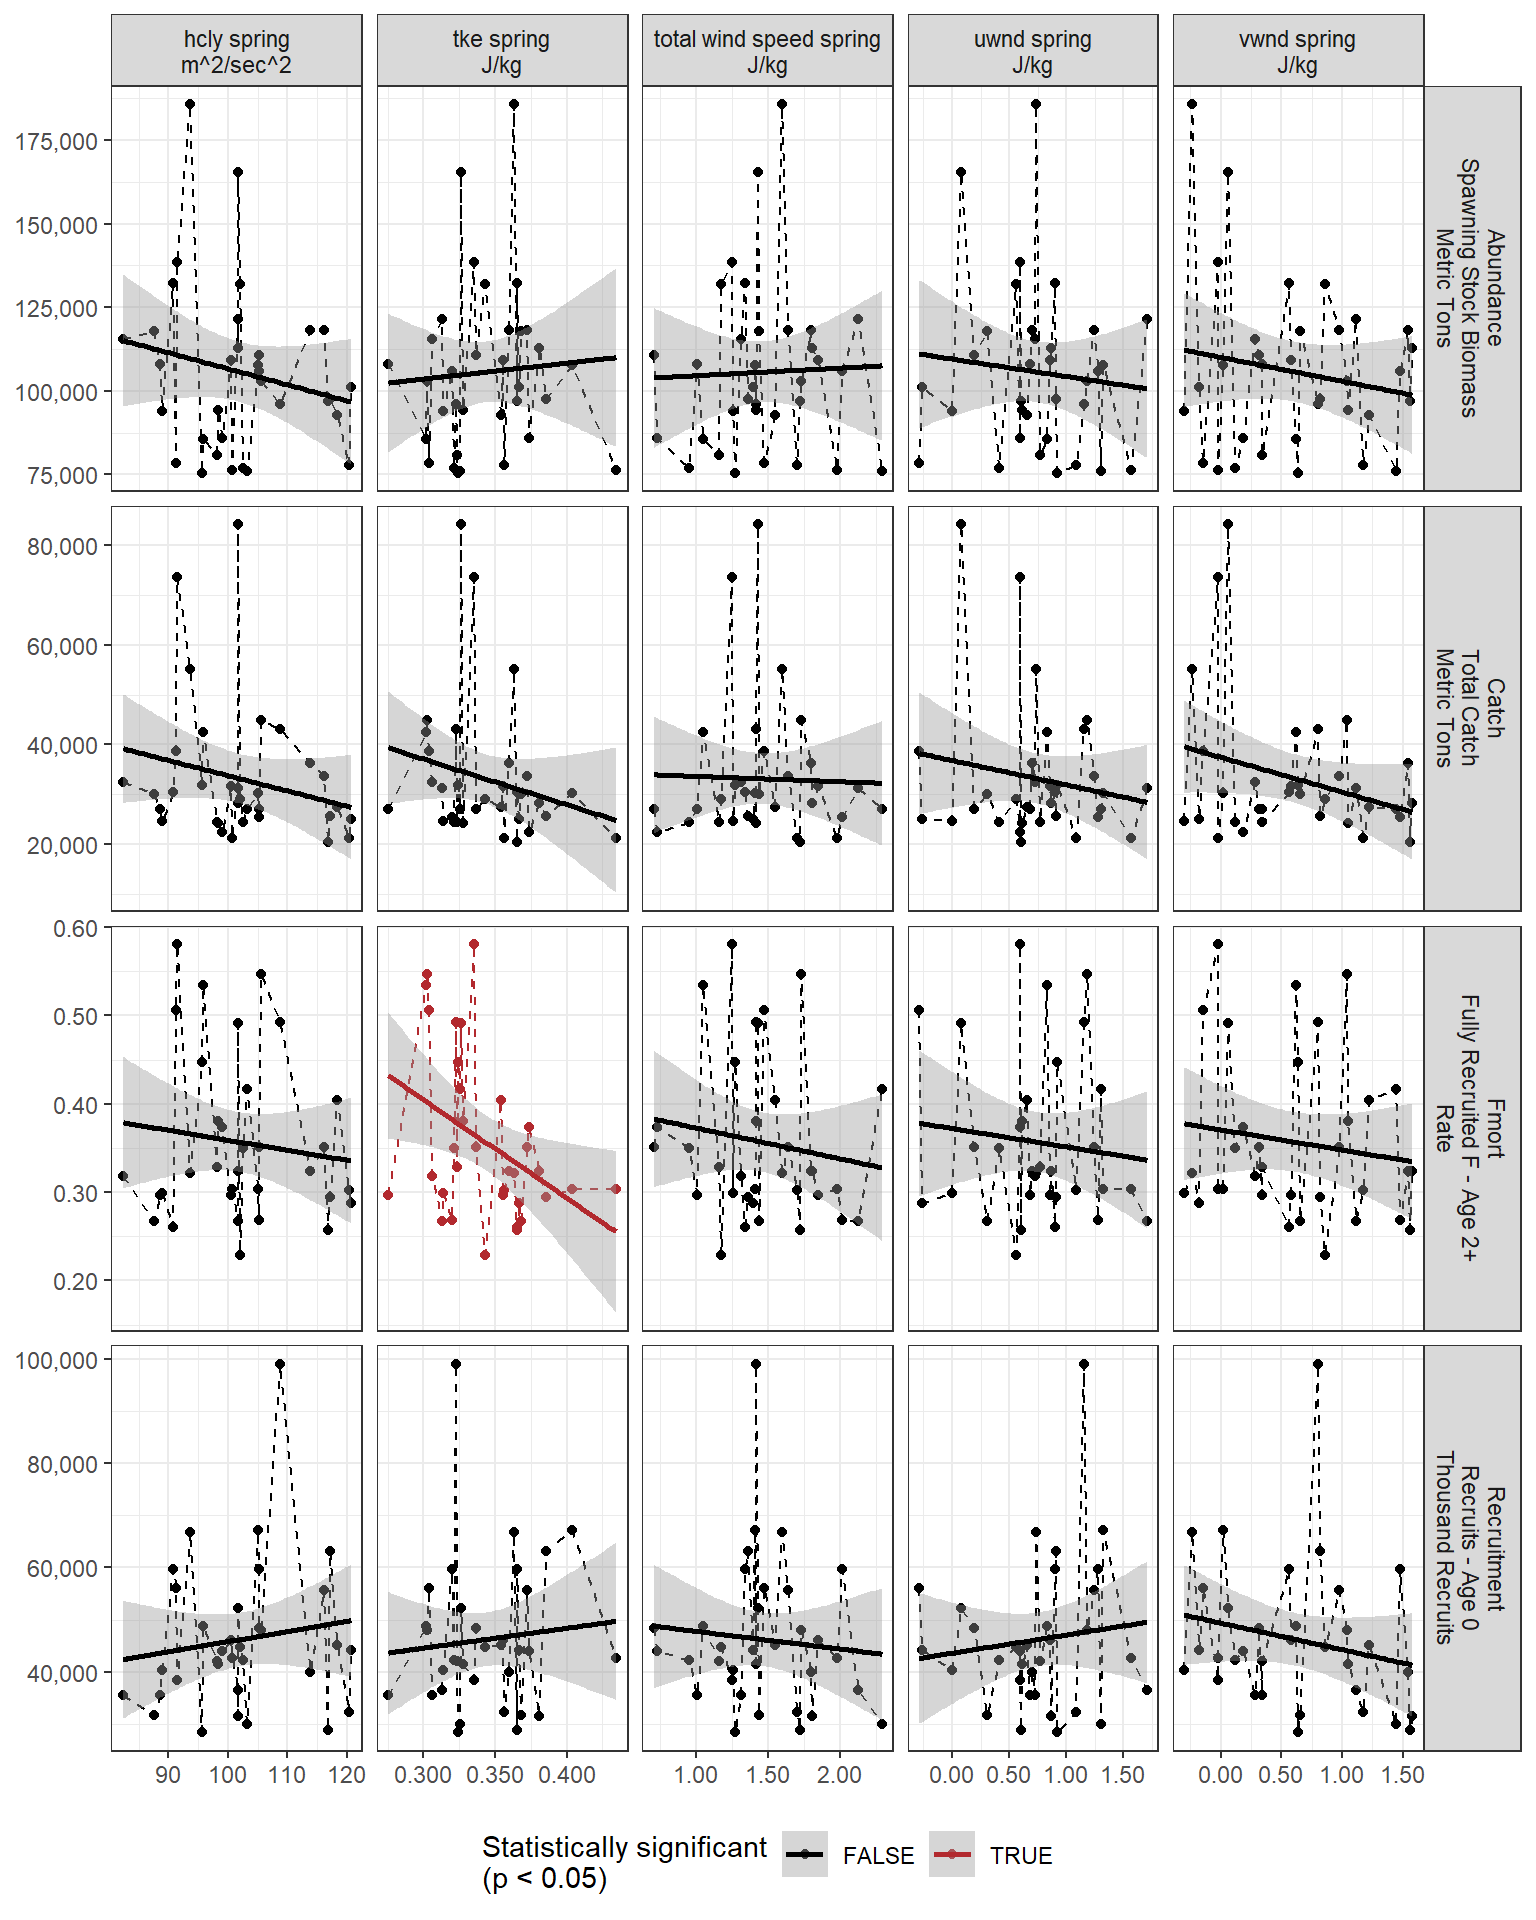 hcly spring
m^2/sec^2
tke spring
J/kg
total wind speed spring
J/kg
uwnd spring
J/kg
vwnd spring
J/kg
175,000
150,000
125,000
100,000
75,000
Abundance
Spawning Stock Biomass
Metric Tons
80,000
60,000
40,000
20,000
Catch
Total Catch
Metric Tons
0.60
0.50
0.40
0.30
0.20
Fmort
Fully Recruited F - Age 2+
Rate
100,000
80,000
60,000
40,000
Recruitment
Recruits - Age 0
Thousand Recruits
90 100 110 120
0.300 0.350 0.400
1.00 1.50 2.00
0.00 0.50 1.00 1.50
0.00 0.50 1.00 1.50
Statistically significant
(p < 0.05)
FALSE
TRUE